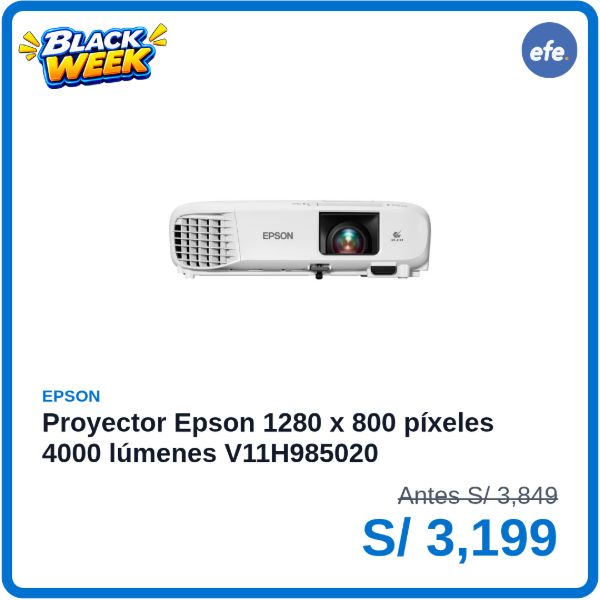 BLACK
WEEK
efe.
EPSON
EPSON
Proyector Epson 1280 x 800 píxeles
4000 lúmenes V11H985020
Antes S/ 3,849
S/ 3,199